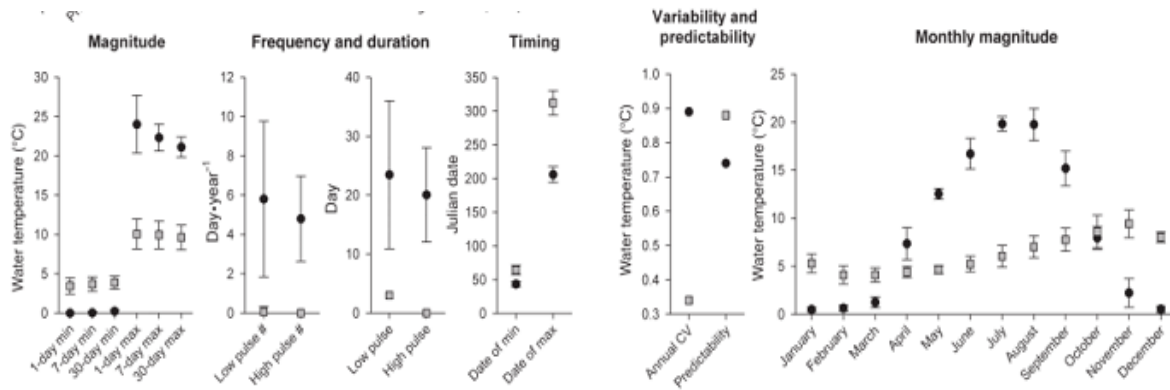 Magnitude
Frequency and duration
Timing
Variability and
predictability
Monthly magnitude
Water temperature (°C)
30
25
20
15
10
5
0
1-day min
7-day min
30-day min
1-day max
7-day max
30-day max
Day•year⁻¹
12
10
8
6
4
2
0
Low pulse #
High pulse #
Day
40
30
20
10
0
Low pulse
High pulse
Julian date
350
300
250
200
150
100
50
0
Date of min
Date of max
Water temperature (°C)
1.0
0.9
0.8
0.7
0.6
0.5
0.4
0.3
Annual CV
Predictability
Water temperature (°C)
25
20
15
10
5
0
January
February
March
April
May
June
July
August
September
October
November
December